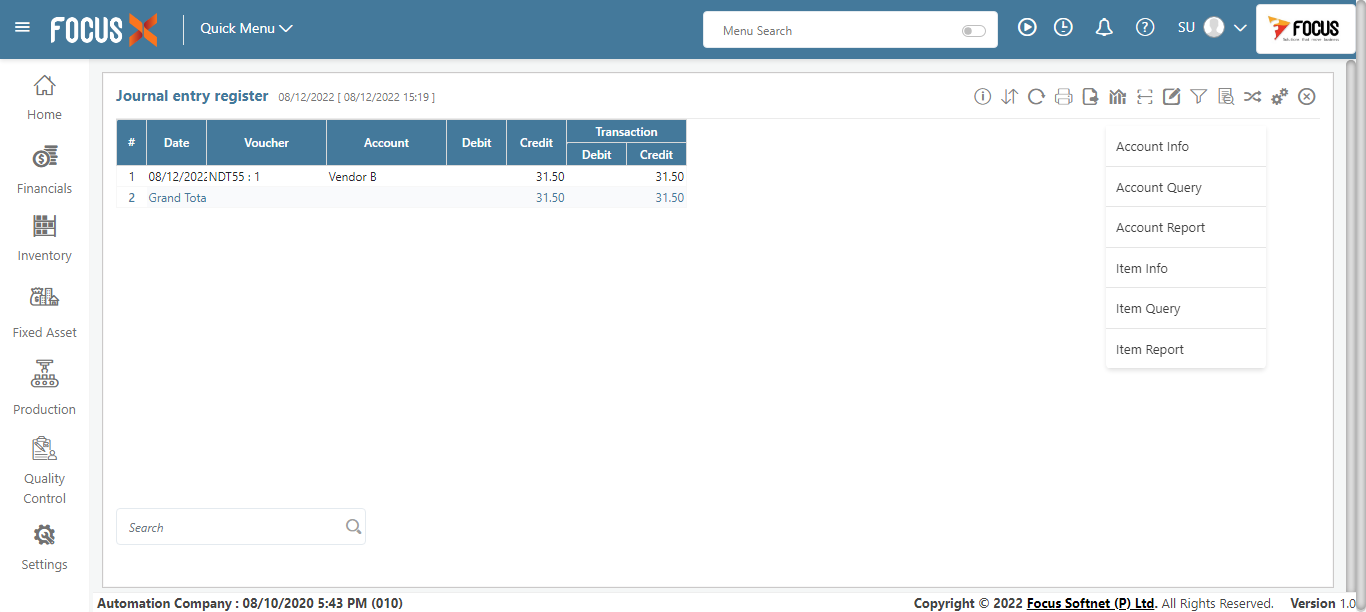 FOCUS X Quick Menu Menu Search SU FOCUS
Home
Financials
Inventory
Fixed Asset
Production
Quality
Control
Settings
Journal entry register 08/12/2022 [ 08/12/2022 15:19 ]
# Date Voucher Account Debit Credit Transaction
Debit Credit
1 08/12/2022 NDT55 : 1 Vendor B 31.50 31.50
2 Grand Tota 31.50 31.50
Account Info
Account Query
Account Report
Item Info
Item Query
Item Report
Search
Automation Company : 08/10/2020 5:43 PM (010) Copyright © 2022 Focus Softnet (P) Ltd. All Rights Reserved. Version 1.0